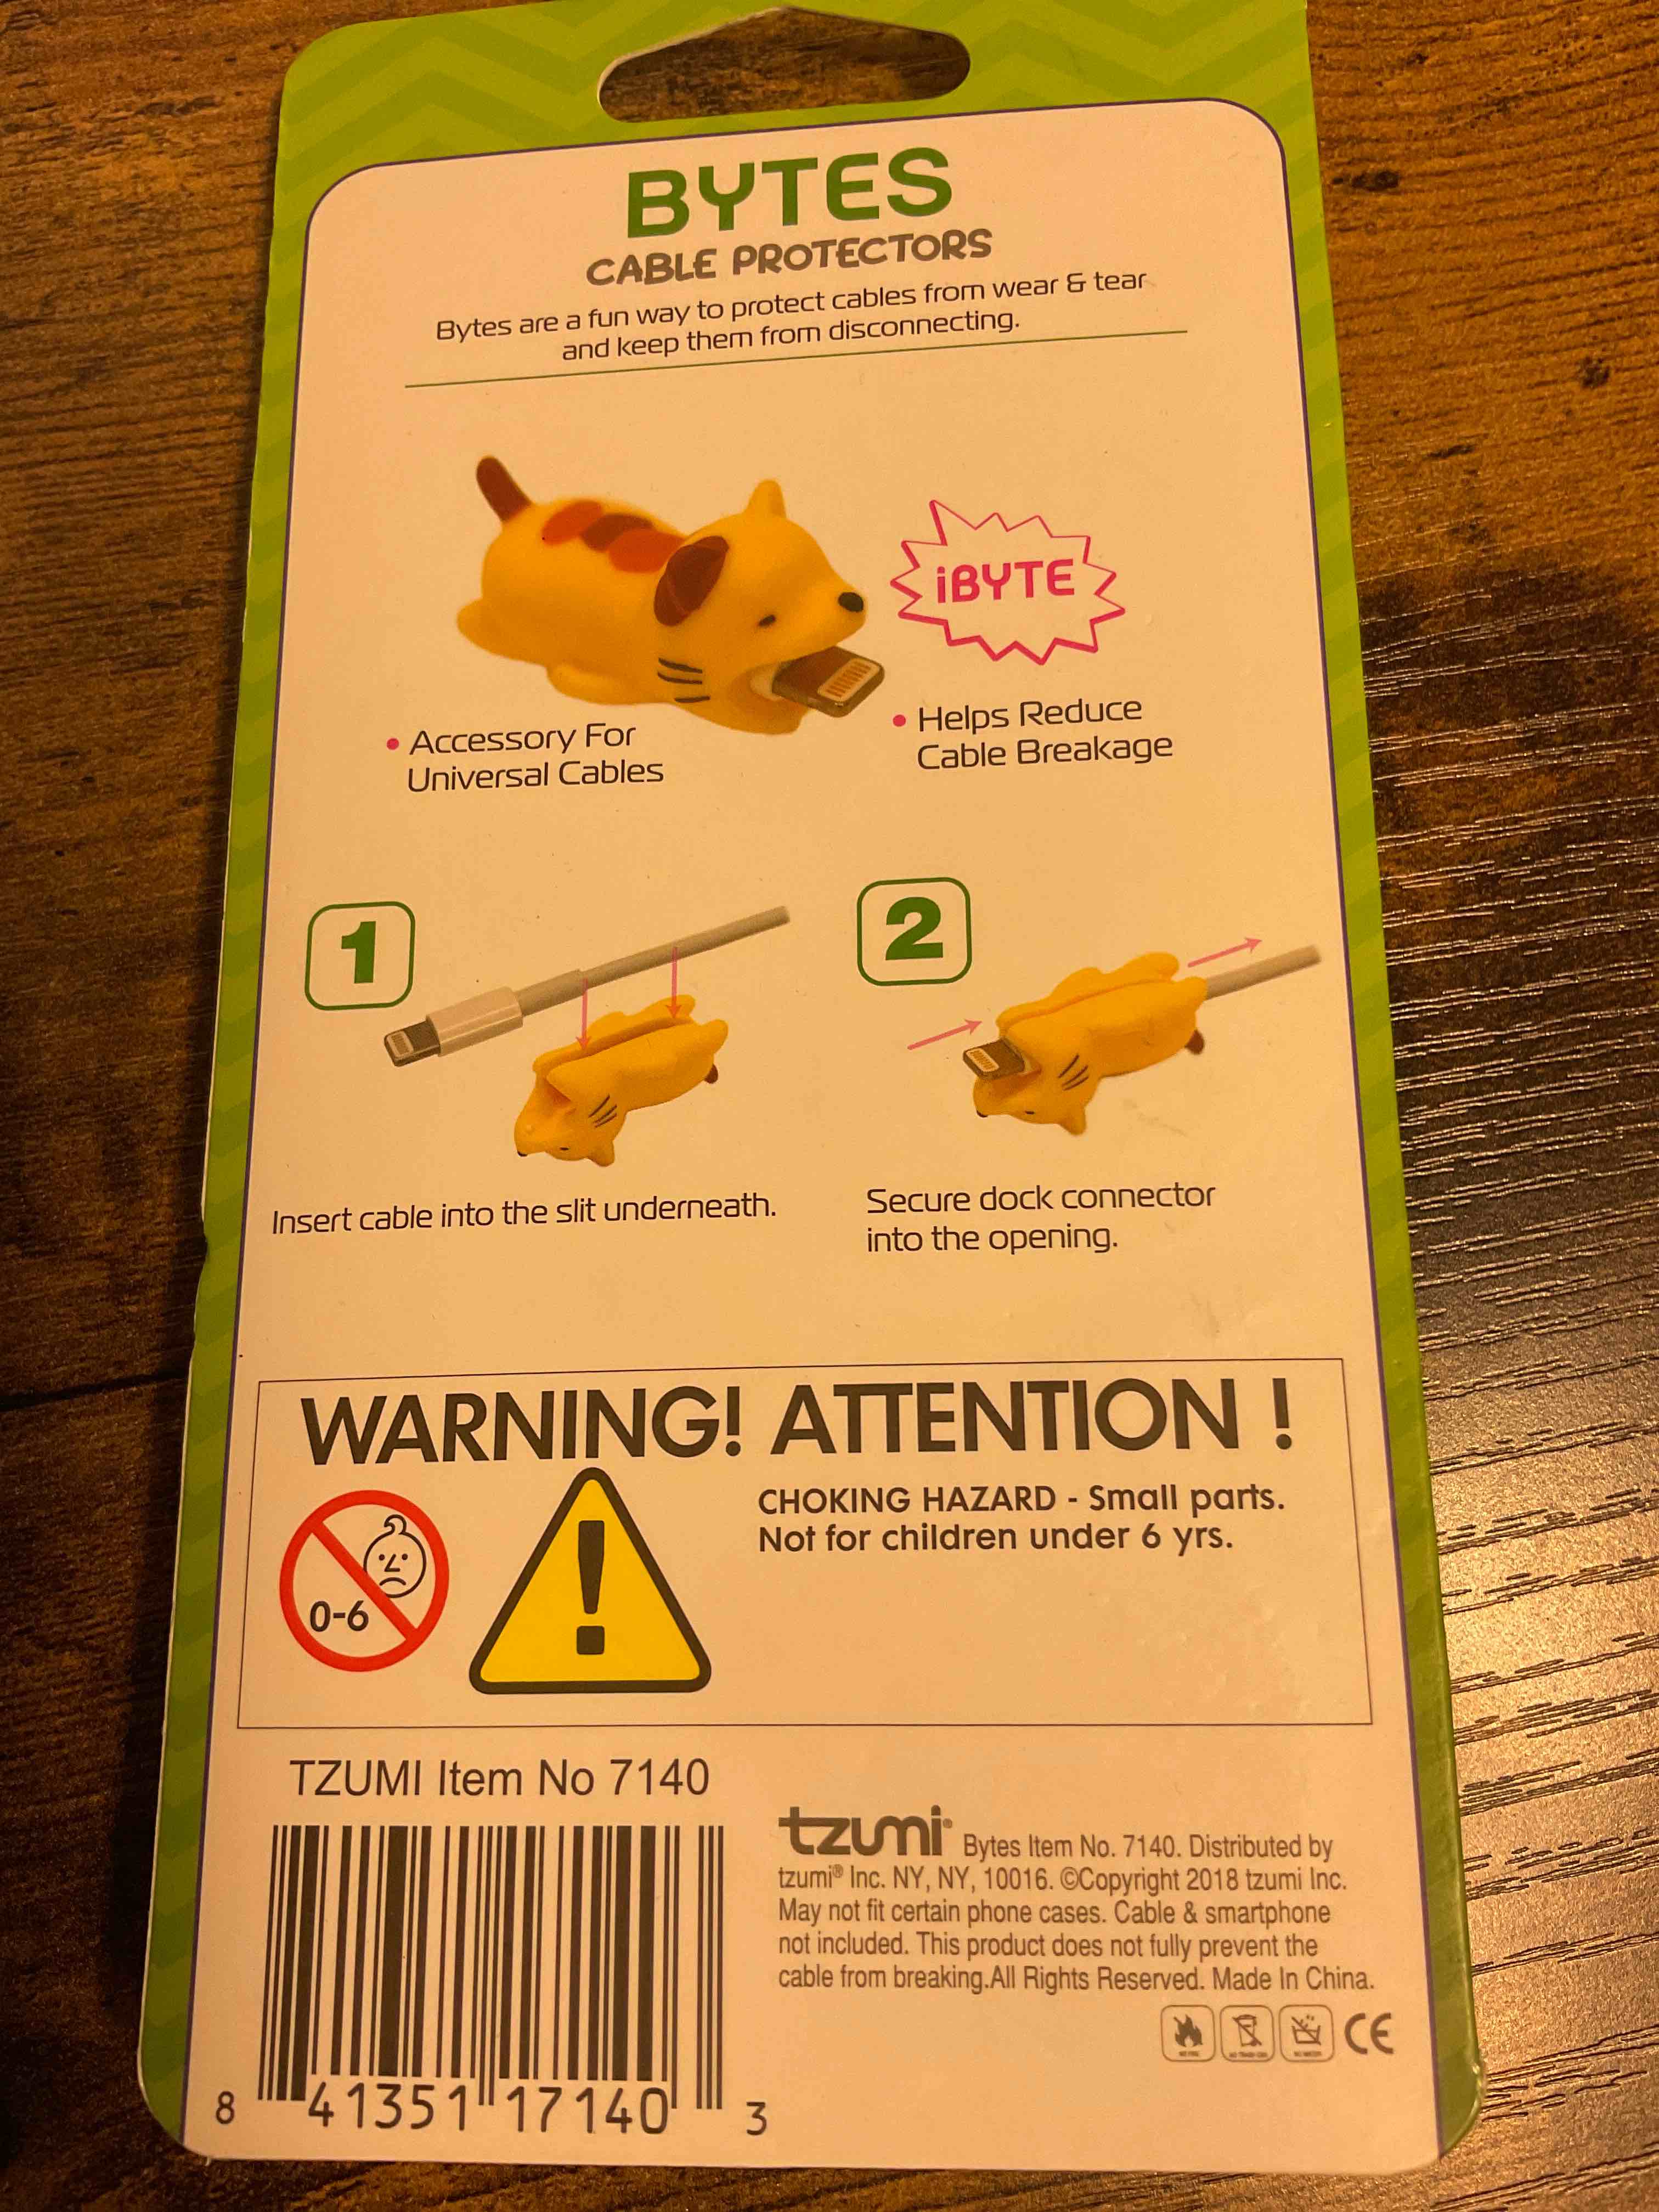 BYTES
CABLE PROTECTORS
Bytes are a fun way to protect cables from wear & tear
and keep them from disconnecting.
iBYTE
• Accessory For
Universal Cables
• Helps Reduce
Cable Breakage
1
2
Insert cable into the slit underneath.
Secure dock connector
into the opening.
WARNING! ATTENTION !
CHOKING HAZARD - Small parts.
Not for children under 6 yrs.
0-6
!
TZUMI Item No 7140
8 41351 17140 3
tzumi® Bytes Item No. 7140. Distributed by
tzumi® Inc. NY, NY, 10016. ©Copyright 2018 tzumi Inc.
May not fit certain phone cases. Cable & smartphone
not included. This product does not fully prevent the
cable from breaking.All Rights Reserved. Made In China.
CE